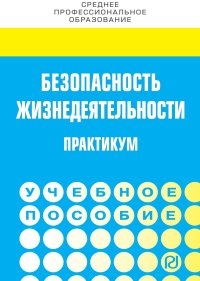 СРЕДНЕЕ
ПРОФЕССИОНАЛЬНОЕ
ОБРАЗОВАНИЕ
БЕЗОПАСНОСТЬ
ЖИЗНЕДЕЯТЕЛЬНОСТИ
ПРАКТИКУМ
УЧЕБНОЕ
ПОСОБИЕ